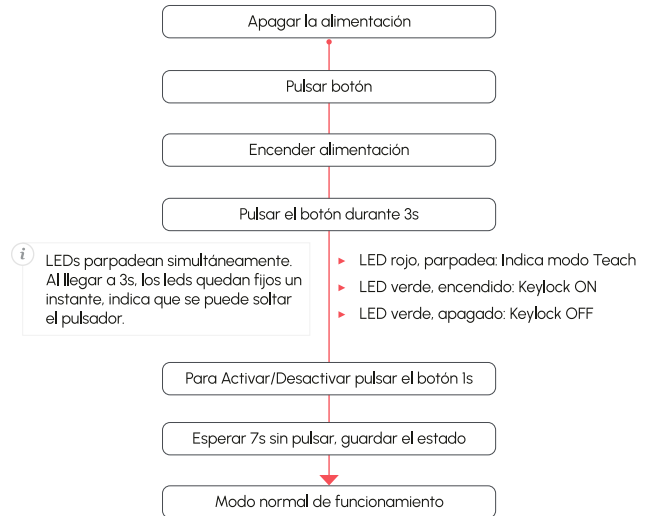 Apagar la alimentación
Pulsar botón
Encender alimentación
Pulsar el botón durante 3s
i
LEDs parpadean simultáneamente.
Al llegar a 3s, los leds quedan fijos un
instante, indica que se puede soltar
el pulsador.
LED rojo, parpadea: Indica modo Teach
LED verde, encendido: Keylock ON
LED verde, apagado: Keylock OFF
Para Activar/Desactivar pulsar el botón 1s
Esperar 7s sin pulsar, guardar el estado
Modo normal de funcionamiento